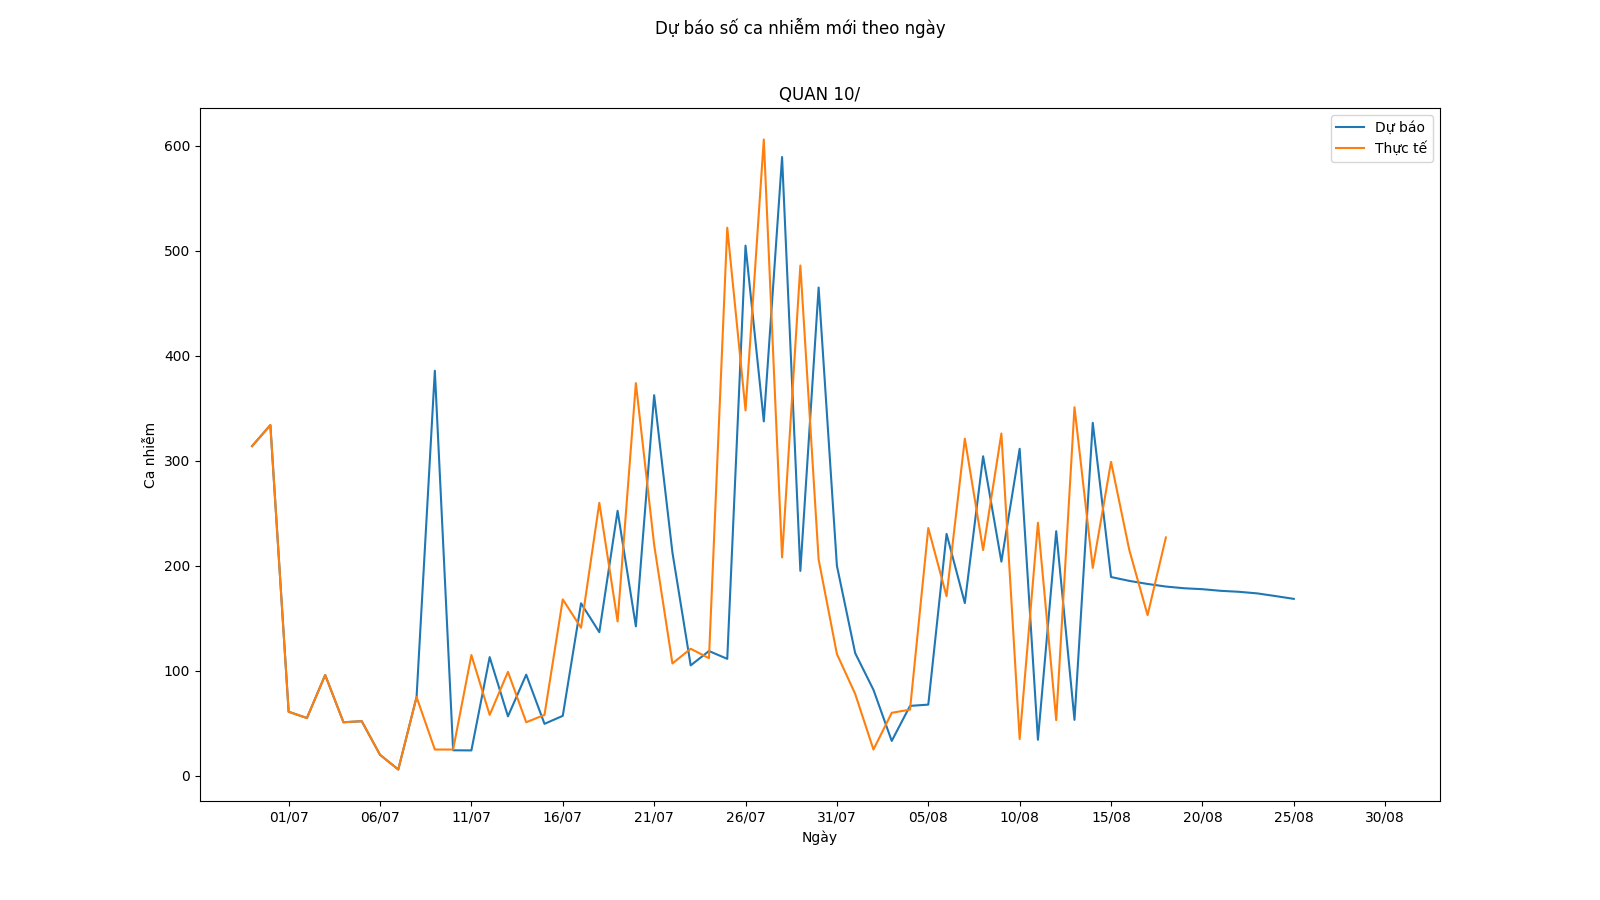 Dự báo số ca nhiễm mới theo ngày
QUAN 10/
Dự báo
Thực tế
600
500
400
300
200
100
0
Ca nhiễm
01/07 06/07 11/07 16/07 21/07 26/07 31/07 05/08 10/08 15/08 20/08 25/08 30/08
Ngày